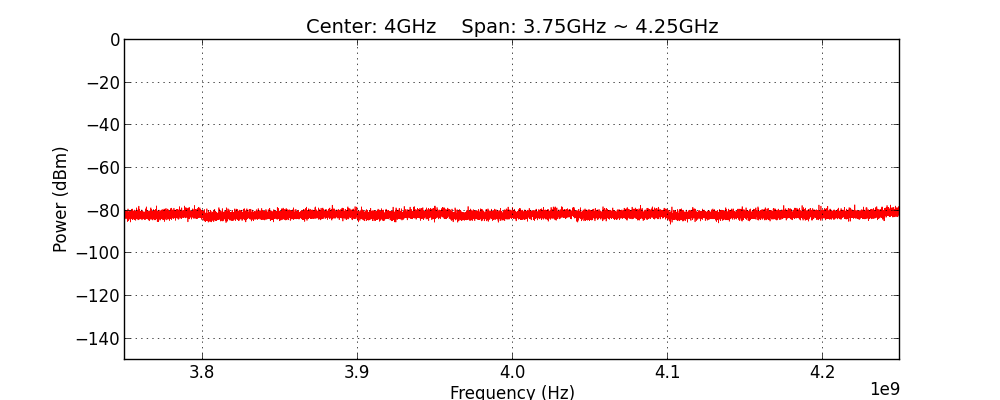 Center: 4GHz    Span: 3.75GHz ~ 4.25GHz
0
−20
−40
−60
−80
−100
−120
−140
Power (dBm)
3.8 3.9 4.0 4.1 4.2
1e9
Frequency (Hz)